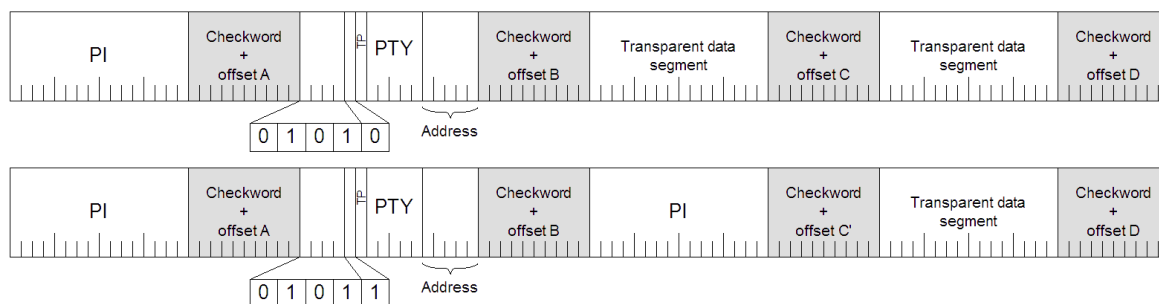 PI
Checkword
+
offset A
TP
PTY
Checkword
+
offset B
Transparent data
segment
Checkword
+
offset C
Transparent data
segment
Checkword
+
offset D
0 1 0 1 0
Address
PI
Checkword
+
offset A
TP
PTY
Checkword
+
offset B
PI
Checkword
+
offset C'
Transparent data
segment
Checkword
+
offset D
0 1 0 1 1
Address